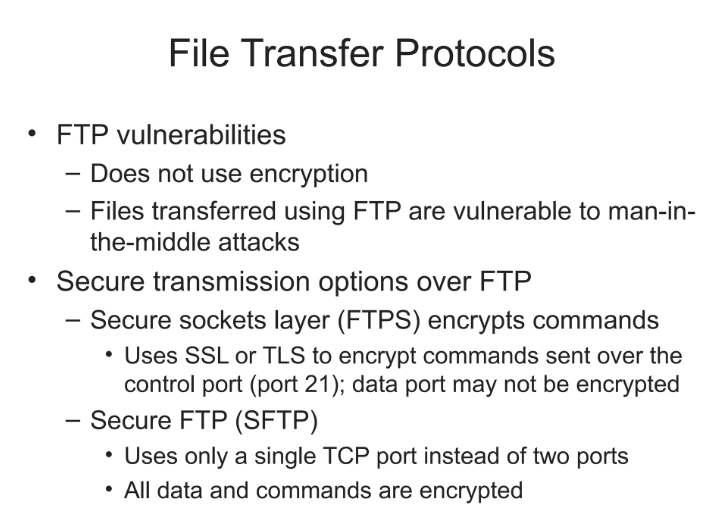 File Transfer Protocols
• FTP vulnerabilities
– Does not use encryption
– Files transferred using FTP are vulnerable to man-in-
the-middle attacks
• Secure transmission options over FTP
– Secure sockets layer (FTPS) encrypts commands
• Uses SSL or TLS to encrypt commands sent over the
control port (port 21); data port may not be encrypted
– Secure FTP (SFTP)
• Uses only a single TCP port instead of two ports
• All data and commands are encrypted